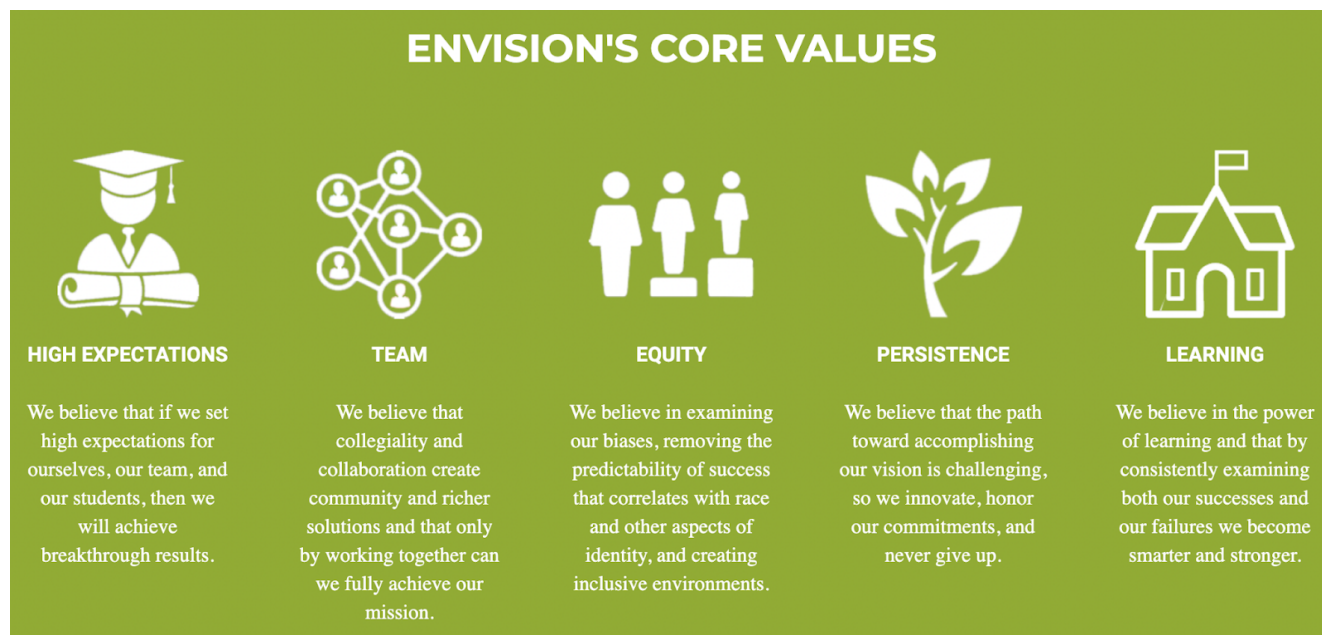 ENVISION'S CORE VALUES
HIGH EXPECTATIONS
We believe that if we set
high expectations for
ourselves, our team, and
our students, then we
will achieve
breakthrough results.
TEAM
We believe that
collegiality and
collaboration create
community and richer
solutions and that only
by working together can
we fully achieve our
mission.
EQUITY
We believe in examining
our biases, removing the
predictability of success
that correlates with race
and other aspects of
identity, and creating
inclusive environments.
PERSISTENCE
We believe that the path
toward accomplishing
our vision is challenging,
so we innovate, honor
our commitments, and
never give up.
LEARNING
We believe in the power
of learning and that by
consistently examining
both our successes and
our failures we become
smarter and stronger.